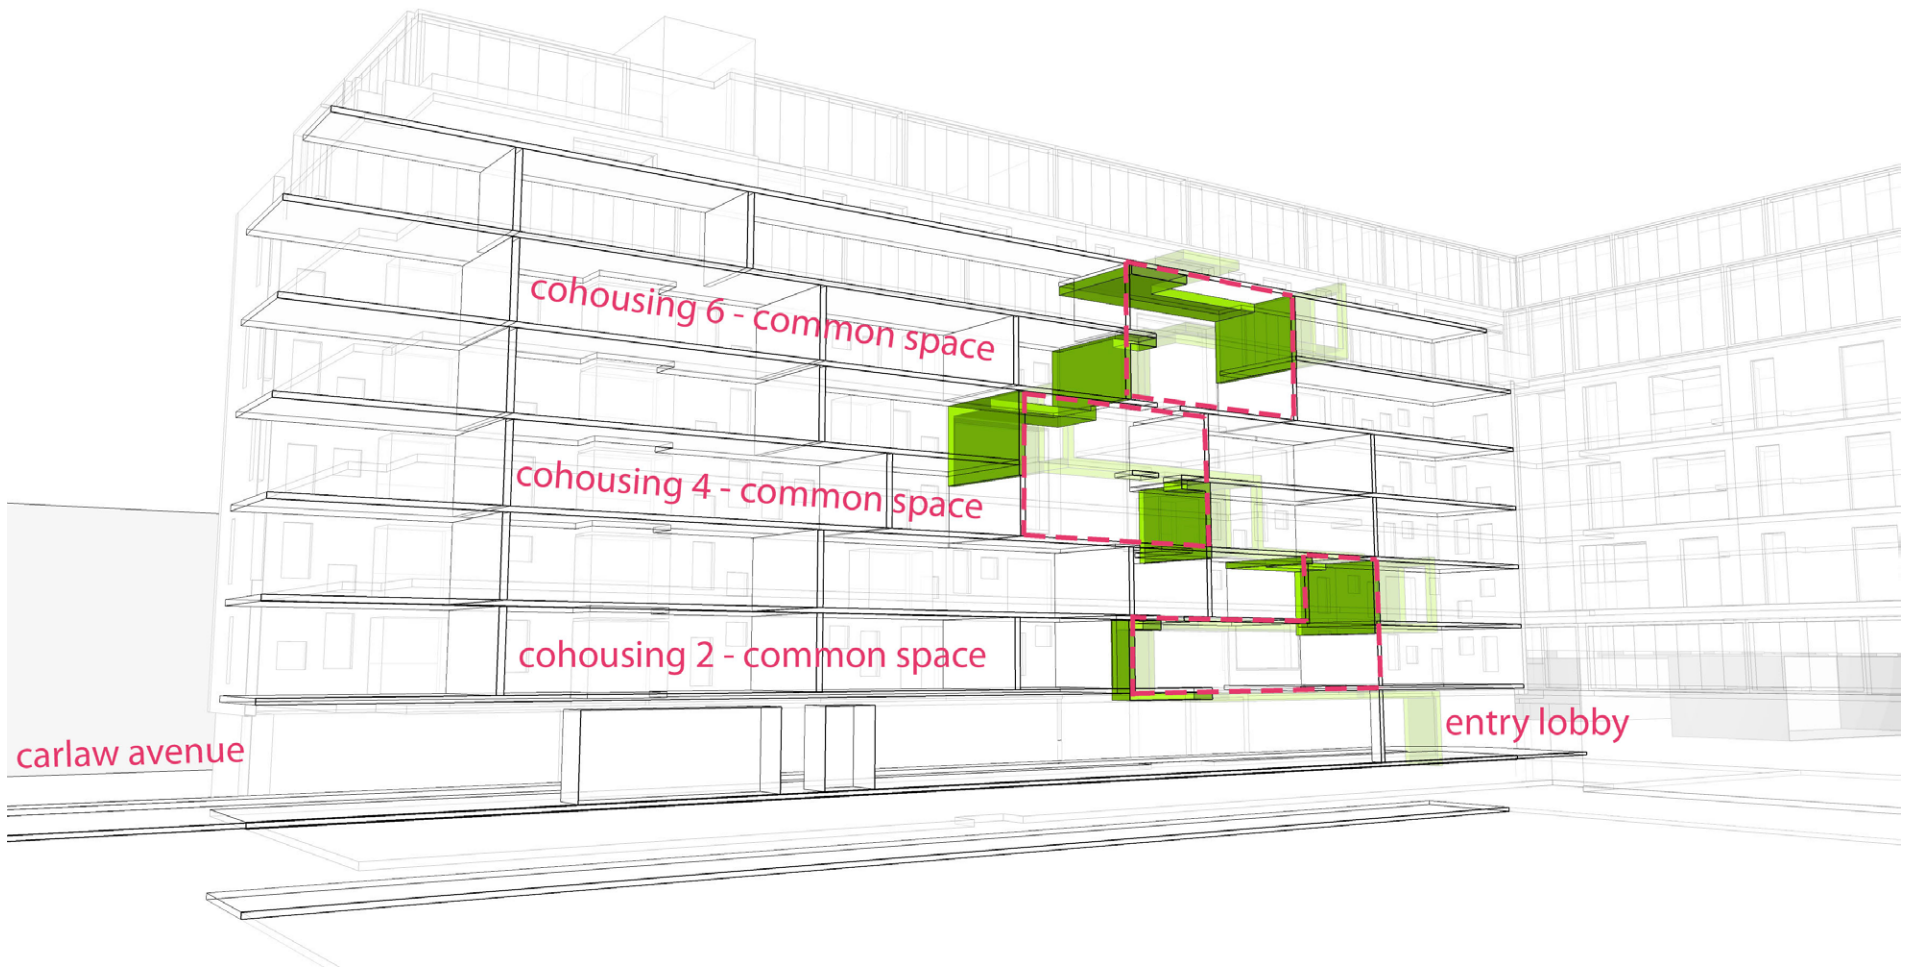 cohousing 6 - common space
cohousing 4 - common space
cohousing 2 - common space
entry lobby
carlaw avenue